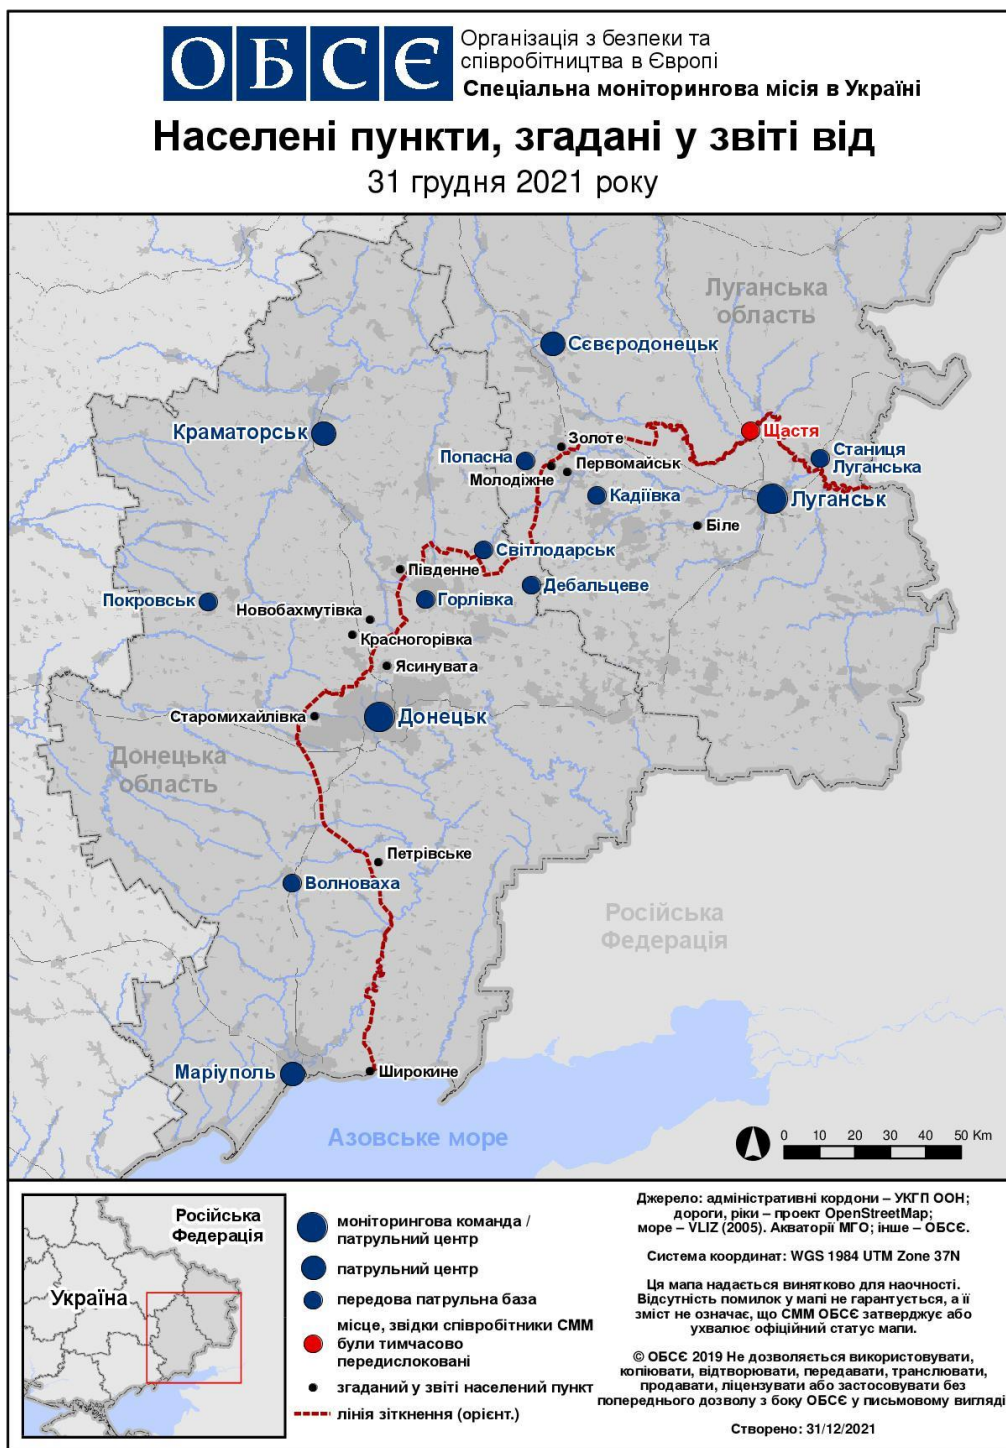 ОБСЄ
Організація з безпеки та
співробітництва в Європі
Спеціальна моніторингова місія в Україні
Населені пункти, згадані у звіті від
31 грудня 2021 року
Луганська
область
Сєвєродонецьк
Краматорськ
Золоте
Щастя
Попасна
Первомайськ
Станиця
Луганська
Молодіжне
Кадіївка
Луганськ
Біле
Світлодарськ
Південне
Дебальцеве
Покровськ
Горлівка
Новобахмутівка
Красногорівка
Ясинувата
Старомихайлівка
Донецьк
Донецька
область
Петрівське
Волноваха
Російська
Федерація
Маріуполь
Широкине
Азовське море
0 10 20 30 40 50 Km
Російська
Федерація
Україна
моніторингова команда /
патрульний центр
патрульний центр
передова патрульна база
місце, звідки співробітники СММ
були тимчасово
передислоковані
згаданий у звіті населений пункт
лінія зіткнення (орієнт.)
Джерело: адміністративні кордони – УКГП ООН;
дороги, ріки – проект OpenStreetMap;
море – VLIZ (2005). Акваторії МГО; інше – ОБСЄ.
Система координат: WGS 1984 UTM Zone 37N
Ця мапа надається винятково для наочності.
Відсутність помилок у мапі не гарантується, а її
зміст не означає, що СММ ОБСЄ затверджує або
ухвалює офіційний статус мапи.
© ОБСЄ 2019 Не дозволяється використовувати,
копіювати, відтворювати, передавати, транслювати,
продавати, ліцензувати або застосовувати без
попереднього дозволу з боку ОБСЄ у письмовому вигляді
Створено: 31/12/2021